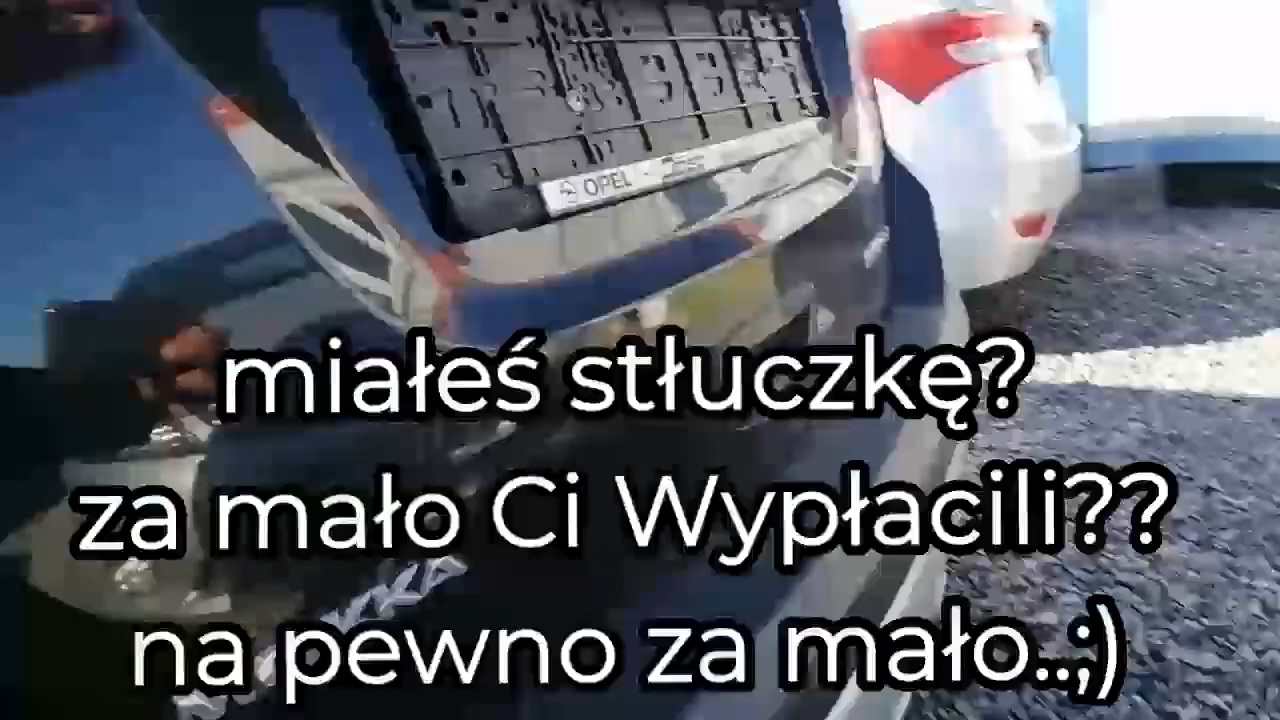 OPEL
miałeś stłuczkę?
za mało Ci Wypłacili??
na pewno za mało..;)